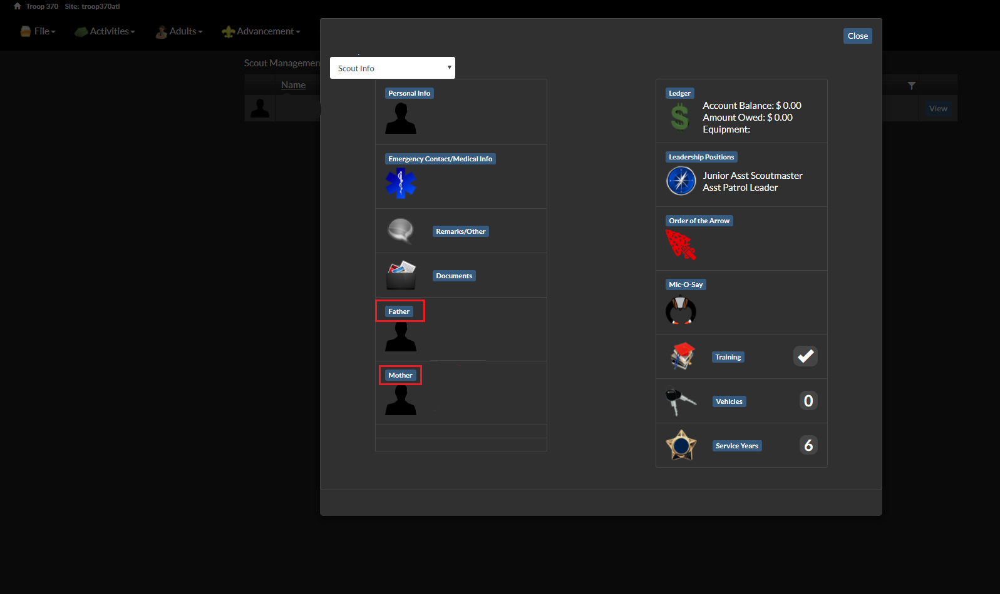 Troop 370 Site: troop370atl
File
Activities
Adults
Advancement
Close
Scout Management
Name
View
Scout Info
Personal Info
Emergency Contact/Medical Info
Remarks/Other
Documents
Father
Mother
Ledger
Account Balance: $ 0.00
Amount Owed: $ 0.00
Equipment:
Leadership Positions
Junior Asst Scoutmaster
Asst Patrol Leader
Order of the Arrow
Mic-O-Say
Training
Vehicles 0
Service Years 6